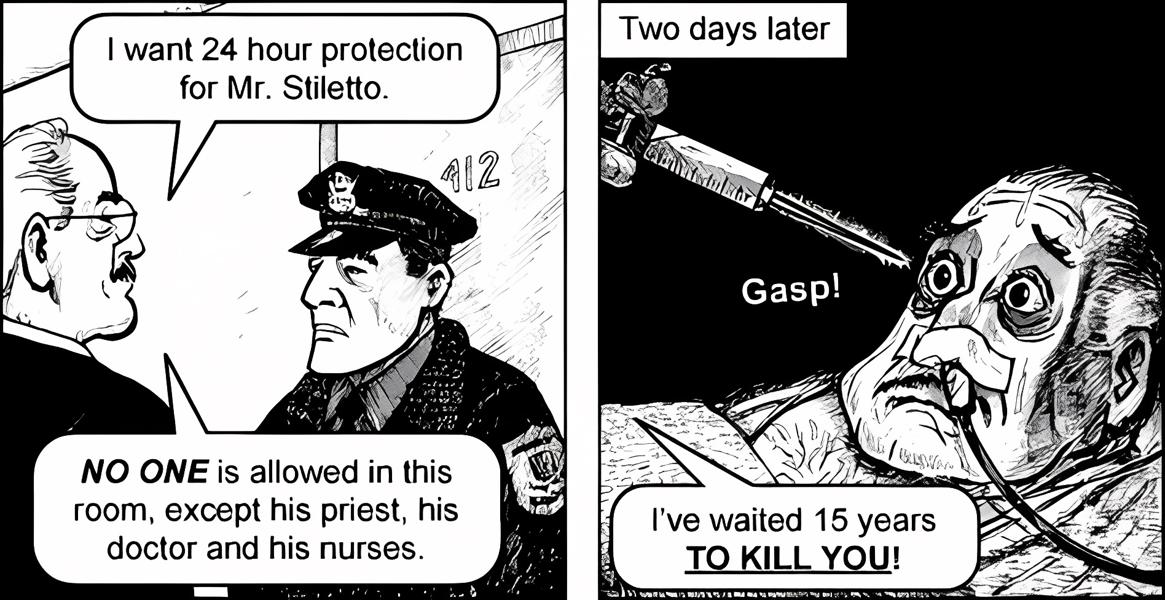 I want 24 hour protection
for Mr. Stiletto.
412
NO ONE is allowed in this
room, except his priest, his
doctor and his nurses.
Two days later
Gasp!
I've waited 15 years
TO KILL YOU!